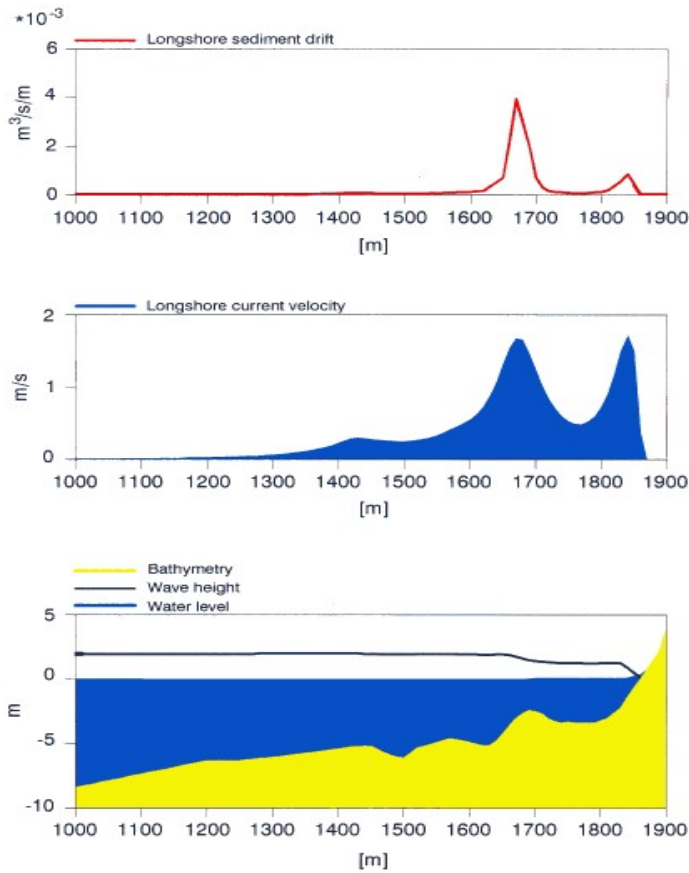 *10^-3
Longshore sediment drift
6
4
2
0
m^3/s/m
1000 1100 1200 1300 1400 1500 1600 1700 1800 1900
[m]
Longshore current velocity
2
1
0
m/s
1000 1100 1200 1300 1400 1500 1600 1700 1800 1900
[m]
Bathymetry
Wave height
Water level
5
0
-5
-10
m
1000 1100 1200 1300 1400 1500 1600 1700 1800 1900
[m]